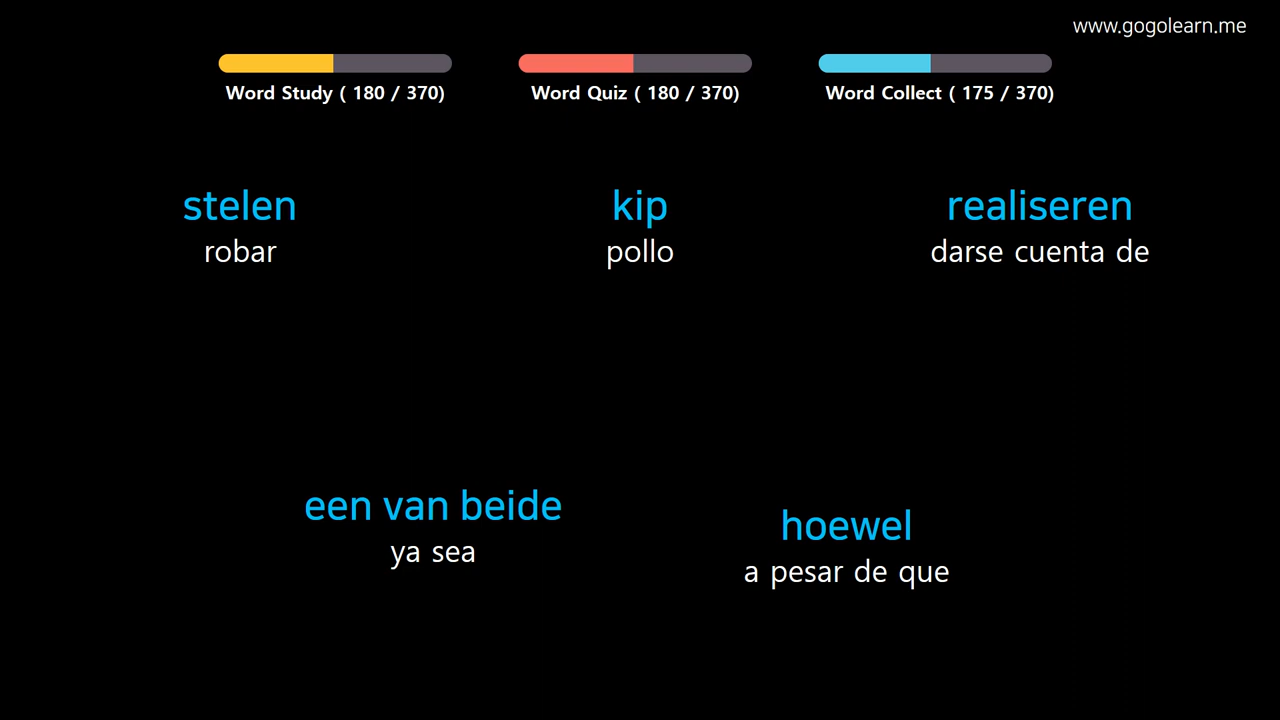 www.gogolearn.me
Word Study ( 180 / 370)
Word Quiz ( 180 / 370)
Word Collect ( 175 / 370)
stelen
robar
kip
pollo
realiseren
darse cuenta de
een van beide
ya sea
hoewel
a pesar de que